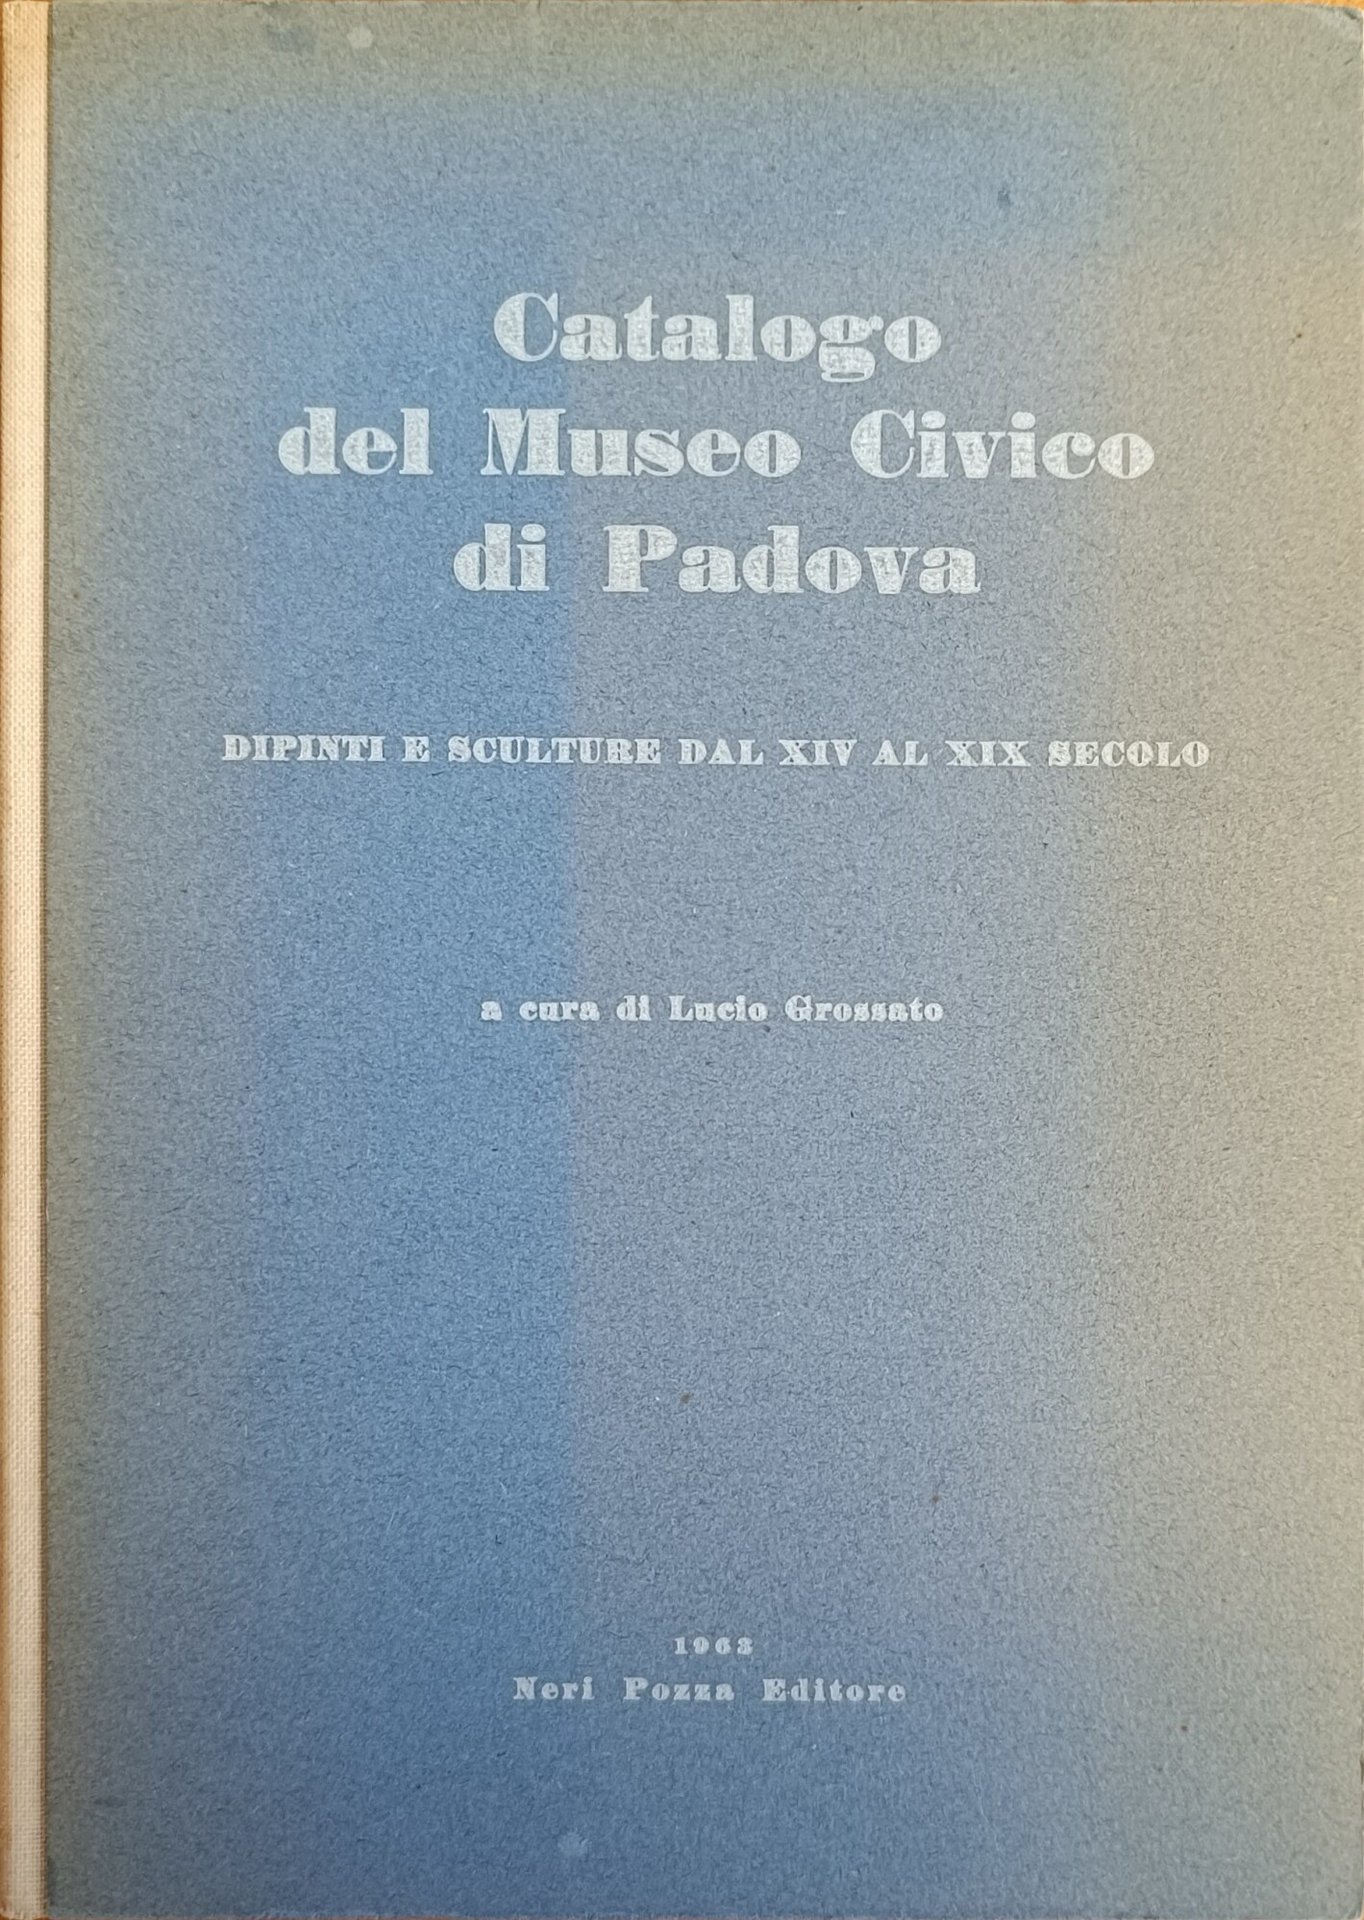 Catalogo
del Museo Civico
di Padova
DIPINTI E SCULTURE DAL XIV AL XIX SECOLO
a cura di Lucio Grossato
1963
Neri Pozza Editore